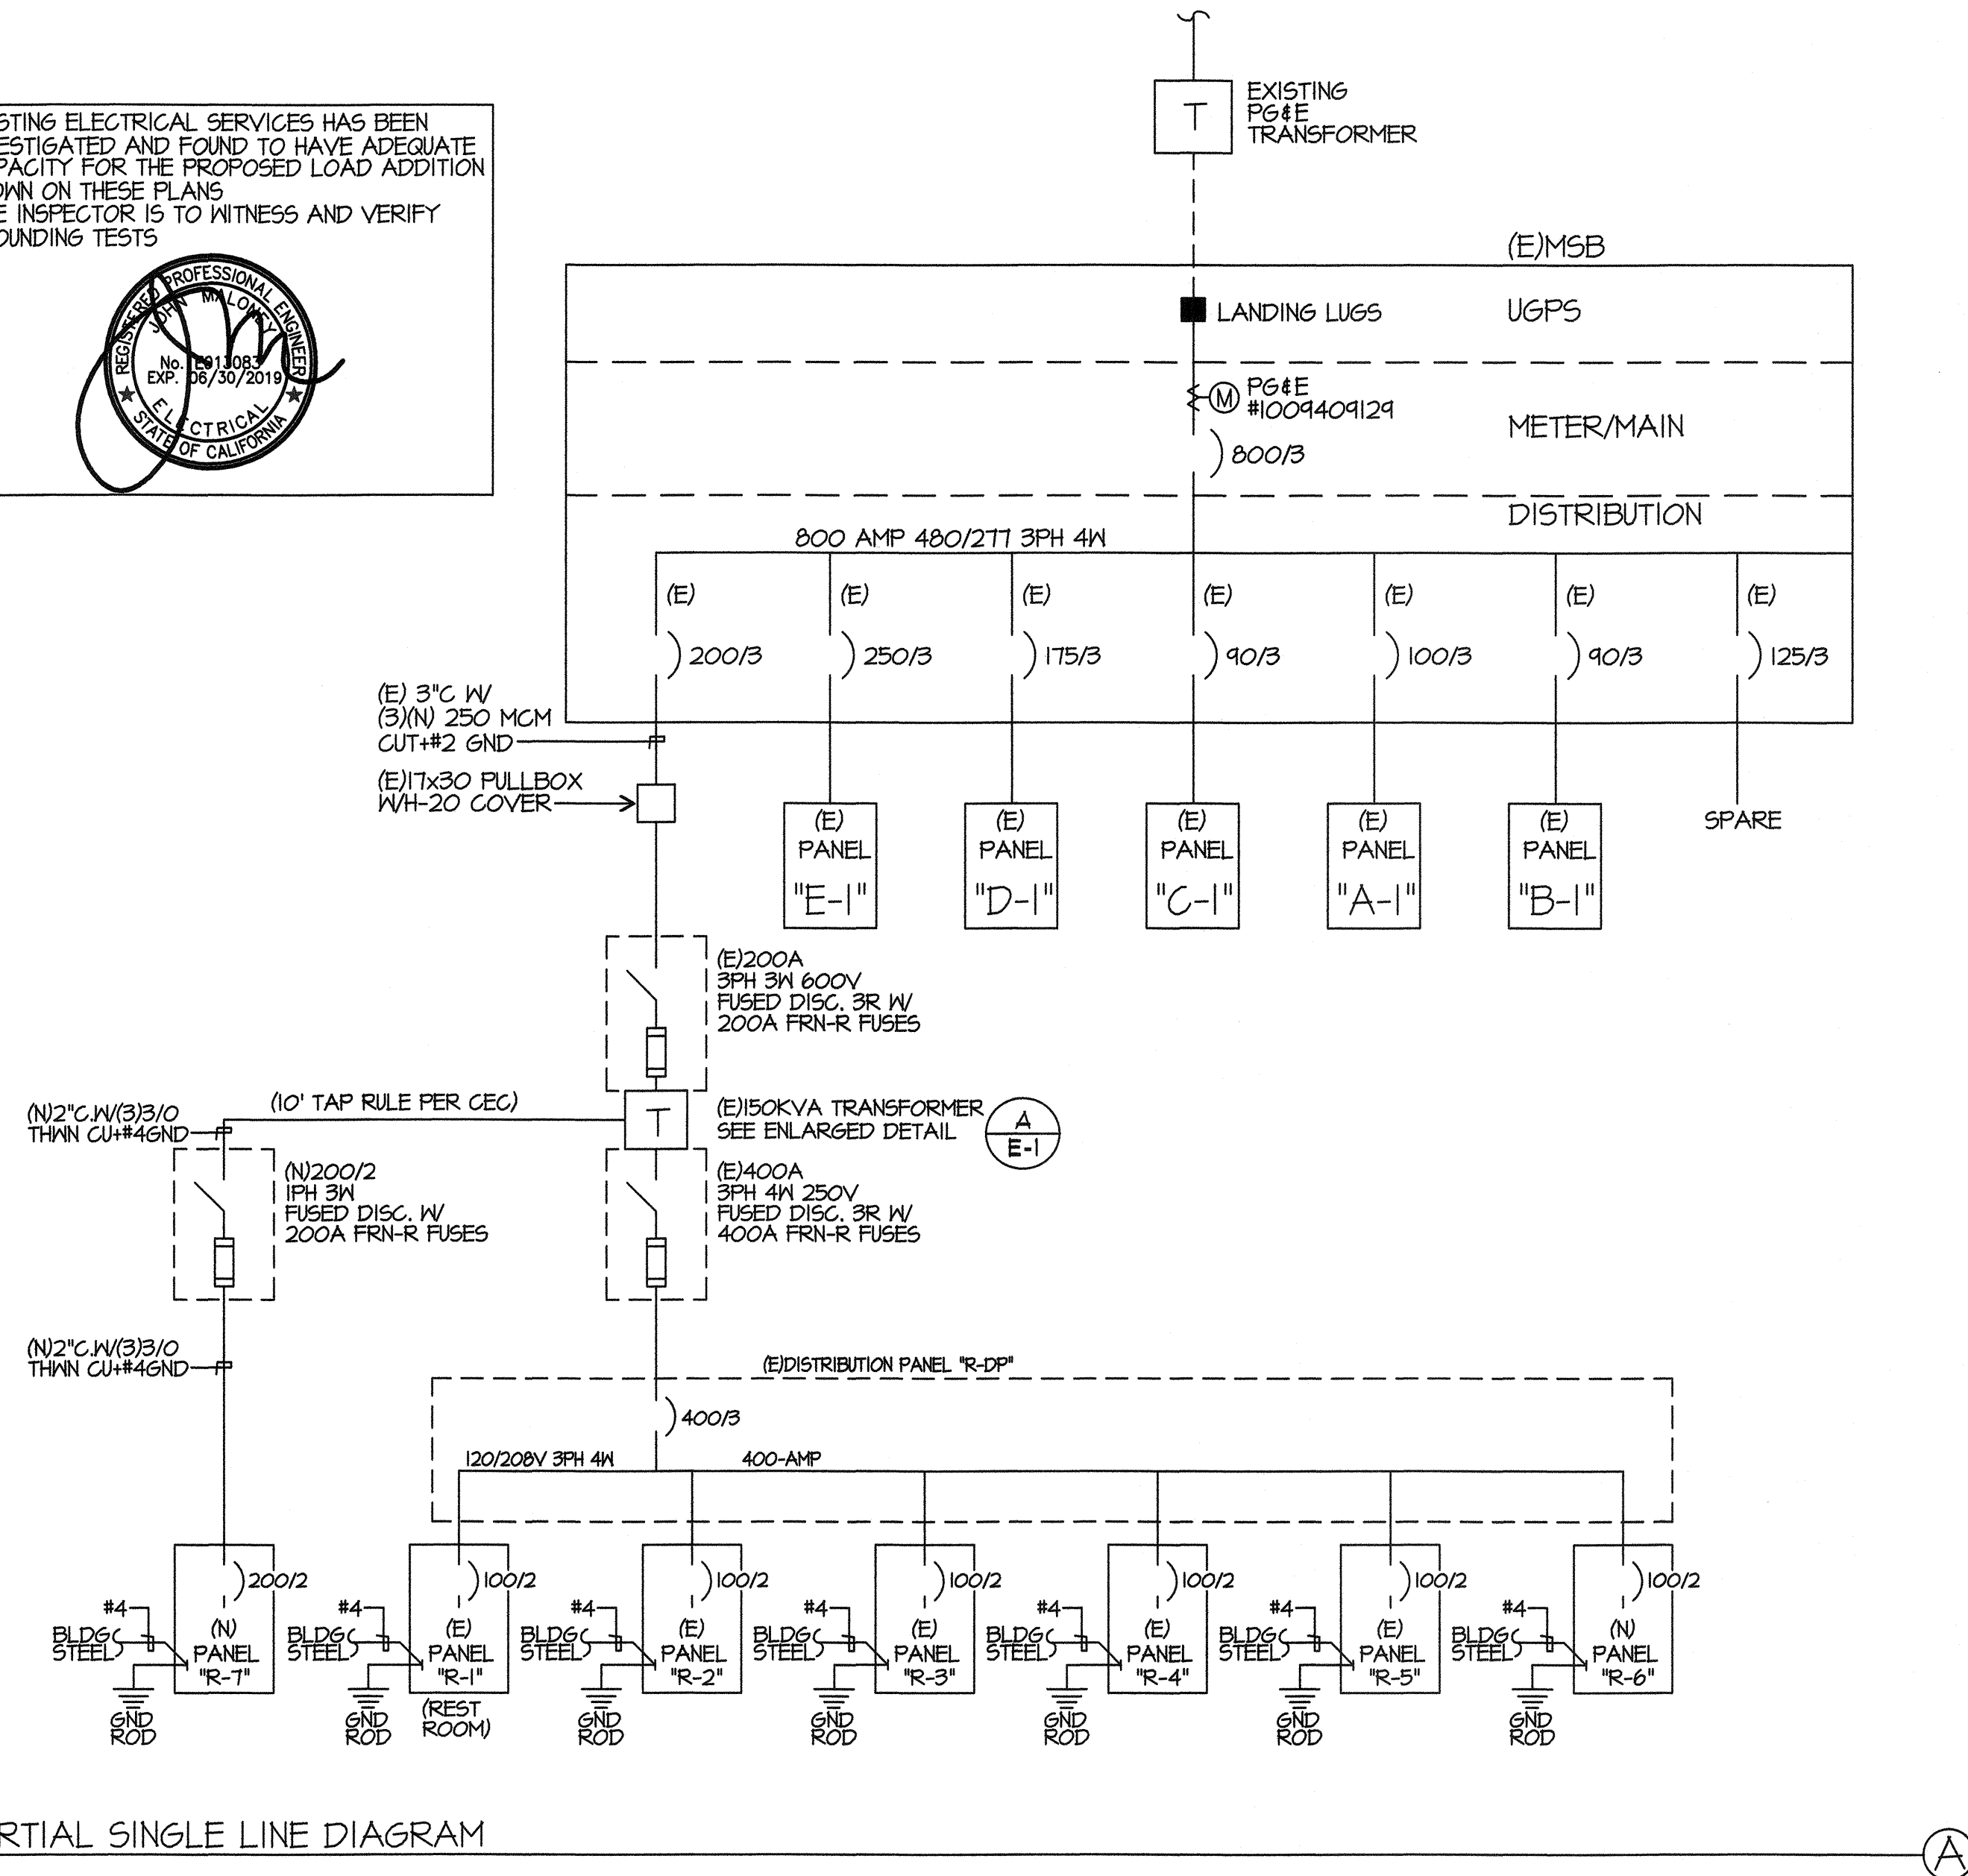 STING ELECTRICAL SERVICES HAS BEEN
ESTIGATED AND FOUND TO HAVE ADEQUATE
PACITY FOR THE PROPOSED LOAD ADDITION
OWN ON THESE PLANS
E INSPECTOR IS TO WITNESS AND VERIFY
OUNDING TESTS
REGISTERED PROFESSIONAL ENGINEER
JOHN MALONEY
No. E013083
EXP. 06/30/2019
ELECTRICAL
STATE OF CALIFORNIA
T
EXISTING
PG&E
TRANSFORMER
(E)MSB
LANDING LUGS
UGPS
M
PG&E
#1009409129
METER/MAIN
800/3
DISTRIBUTION
800 AMP 480/277 3PH 4W
(E)
(E)
(E)
(E)
(E)
(E)
(E)
200/3
250/3
175/3
90/3
100/3
90/3
125/3
(E) 3"C W/
(3)(N) 250 MCM
CUT+#2 GND
(E)17x30 PULLBOX
W/H-20 COVER
(E)
PANEL
"E-1"
(E)
PANEL
"D-1"
(E)
PANEL
"C-1"
(E)
PANEL
"A-1"
(E)
PANEL
"B-1"
SPARE
(E)200A
3PH 3W 600V
FUSED DISC. 3R W/
200A FRN-R FUSES
(N)2"C.W/(3)3/0
THWN CU+#4GND
(10' TAP RULE PER CEC)
T
(E)150KVA TRANSFORMER
SEE ENLARGED DETAIL
A
E-1
(N)200/2
1PH 3W
FUSED DISC. W/
200A FRN-R FUSES
(E)400A
3PH 4W 250V
FUSED DISC. 3R W/
400A FRN-R FUSES
(N)2"C.W/(3)3/0
THWN CU+#4GND
(E)DISTRIBUTION PANEL "R-DP"
400/3
120/208V 3PH 4W
400-AMP
200/2
#4
BLDG
STEEL
(N)
PANEL
"R-7"
GND
ROD
100/2
#4
BLDG
STEEL
(E)
PANEL
"R-1"
(REST
ROOM)
GND
ROD
100/2
#4
BLDG
STEEL
(E)
PANEL
"R-2"
GND
ROD
100/2
#4
BLDG
STEEL
(E)
PANEL
"R-3"
GND
ROD
100/2
#4
BLDG
STEEL
(E)
PANEL
"R-4"
GND
ROD
100/2
#4
BLDG
STEEL
(E)
PANEL
"R-5"
GND
ROD
100/2
#4
BLDG
STEEL
(N)
PANEL
"R-6"
GND
ROD
RTIAL SINGLE LINE DIAGRAM
A